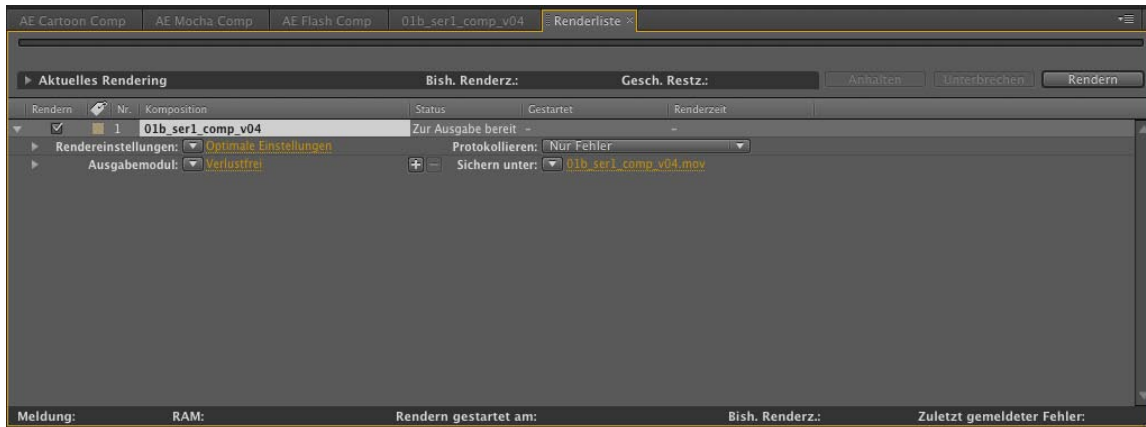 AE Cartoon Comp AE Mocha Comp AE Flash Comp 01b_ser1_comp_v04 Renderliste
Aktuelles Rendering Bish. Renderz.: Gesch. Restz.: Anhalten Unterbrechen Rendern
Rendern Nr. Komposition Status Gestartet Renderzeit
1 01b_ser1_comp_v04 Zur Ausgabe bereit - -
Rendereinstellungen: Optimale Einstellungen Protokollieren: Nur Fehler
Ausgabemodul: Verlustfrei Sichern unter: 01b_ser1_comp_v04.mov
Meldung: RAM: Rendern gestartet am: Bish. Renderz.: Zuletzt gemeldeter Fehler: